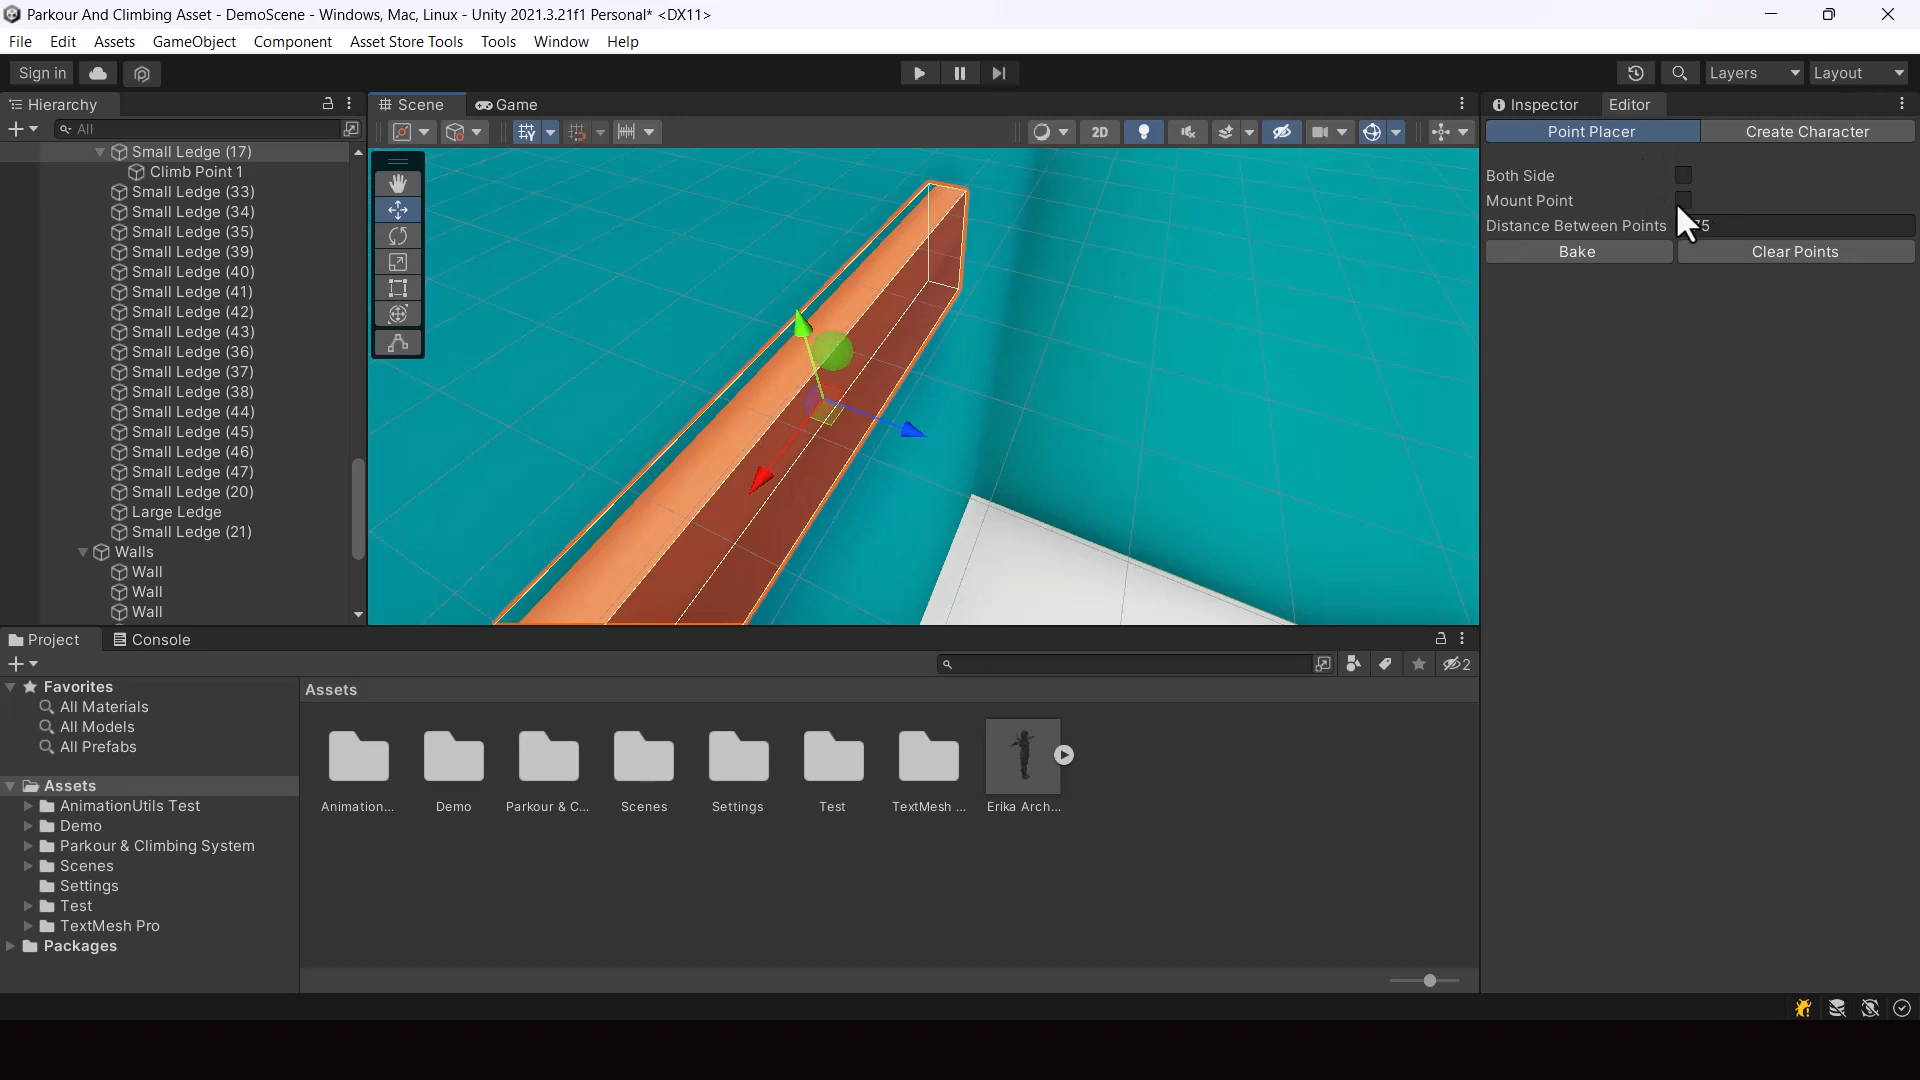 Parkour And Climbing Asset - DemoScene - Windows, Mac, Linux - Unity 2021.3.21f1 Personal* <DX11>
File Edit Assets GameObject Component Asset Store Tools Tools Window Help
Sign in Layers Layout
Hierarchy Scene Game Inspector Editor
All 2D Point Placer Create Character
Small Ledge (17)
Climb Point 1
Small Ledge (33)
Small Ledge (34)
Small Ledge (35)
Small Ledge (39)
Small Ledge (40)
Small Ledge (41)
Small Ledge (42)
Small Ledge (43)
Small Ledge (36)
Small Ledge (37)
Small Ledge (38)
Small Ledge (44)
Small Ledge (45)
Small Ledge (46)
Small Ledge (47)
Small Ledge (20)
Large Ledge
Small Ledge (21)
Walls
Wall
Wall
Wall
Both Side
Mount Point
Distance Between Points
Bake Clear Points
Project Console
2
Favorites
All Materials
All Models
All Prefabs
Assets
AnimationUtils Test
Demo
Parkour & Climbing System
Scenes
Settings
Test
TextMesh Pro
Packages
Assets
Animation... Demo Parkour & C... Scenes Settings Test TextMesh ... Erika Arch...